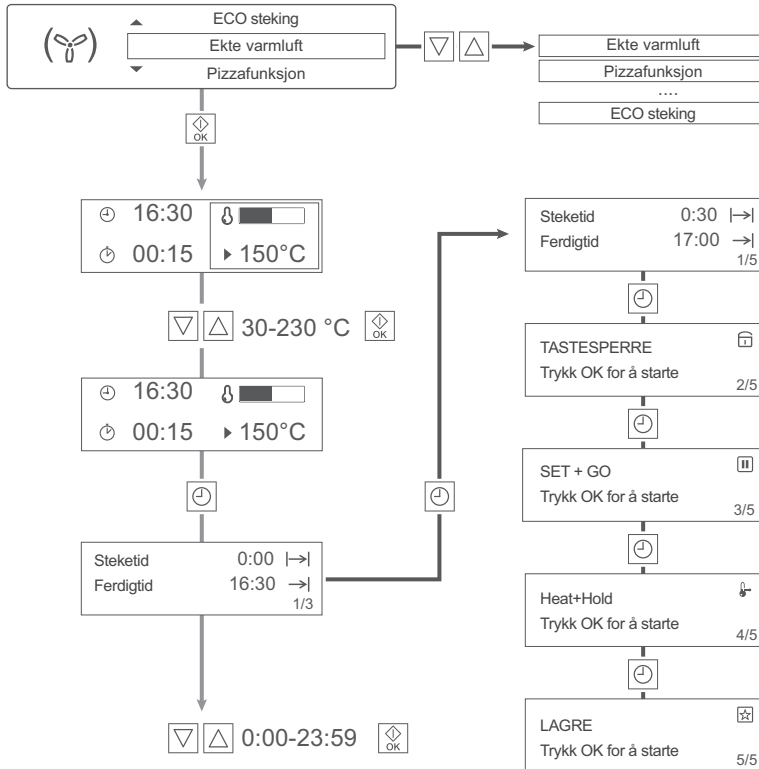 ECO steking
Ekte varmluft
Pizzafunksjon
Ekte varmluft
Pizzafunksjon
....
ECO steking
OK
16:30
00:15 150°C
30-230 °C OK
16:30
00:15 150°C
Steketid 0:00
Ferdigtid 16:30
1/3
0:00-23:59 OK
Steketid 0:30
Ferdigtid 17:00
1/5
TASTESPERRE
Trykk OK for å starte
2/5
SET + GO
Trykk OK for å starte
3/5
Heat+Hold
Trykk OK for å starte
4/5
LAGRE
Trykk OK for å starte
5/5